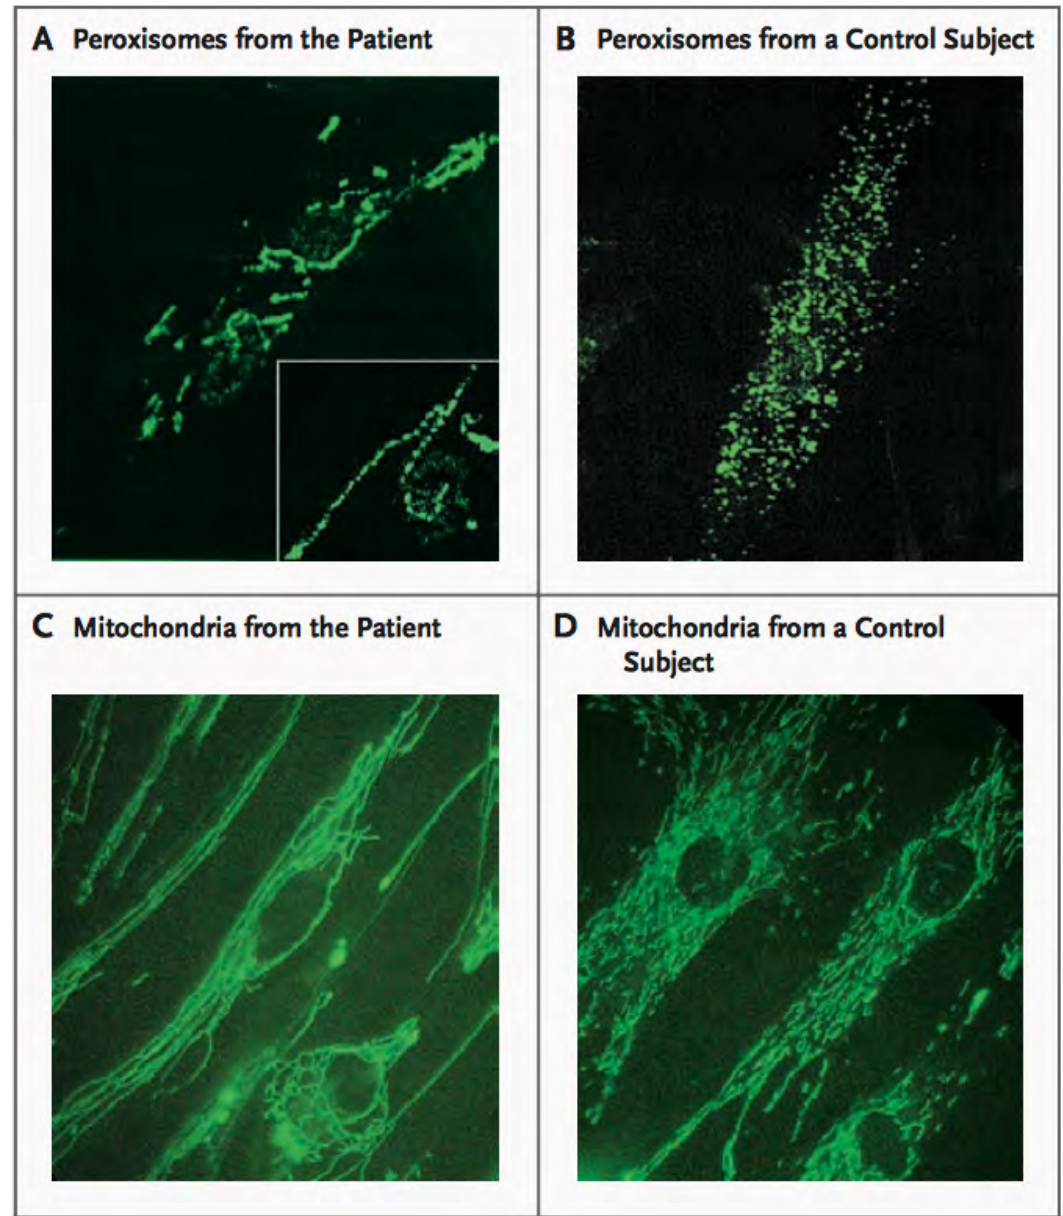 A Peroxisomes from the Patient
B Peroxisomes from a Control Subject
C Mitochondria from the Patient
D Mitochondria from a Control
Subject